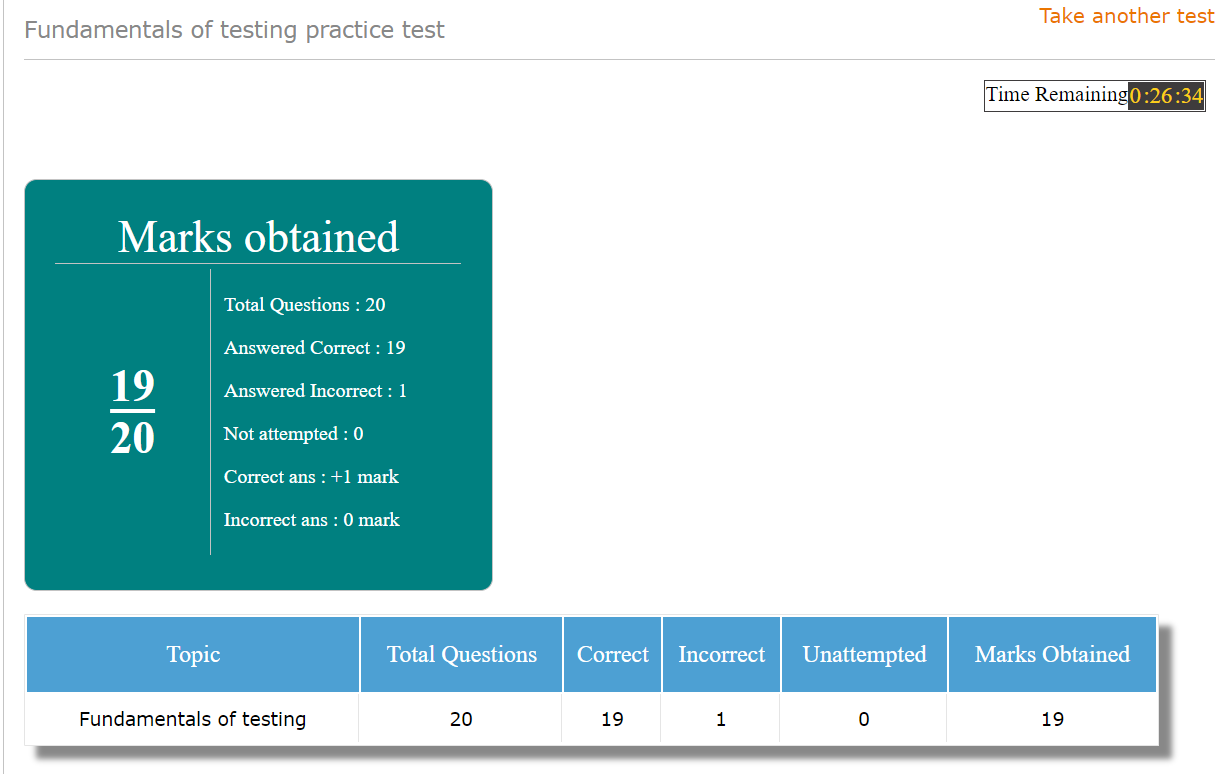 Fundamentals of testing practice test
Take another test
Time Remaining 0:26:34
Marks obtained
19
20
Total Questions : 20
Answered Correct : 19
Answered Incorrect : 1
Not attempted : 0
Correct ans : +1 mark
Incorrect ans : 0 mark
Topic Total Questions Correct Incorrect Unattempted Marks Obtained
Fundamentals of testing 20 19 1 0 19